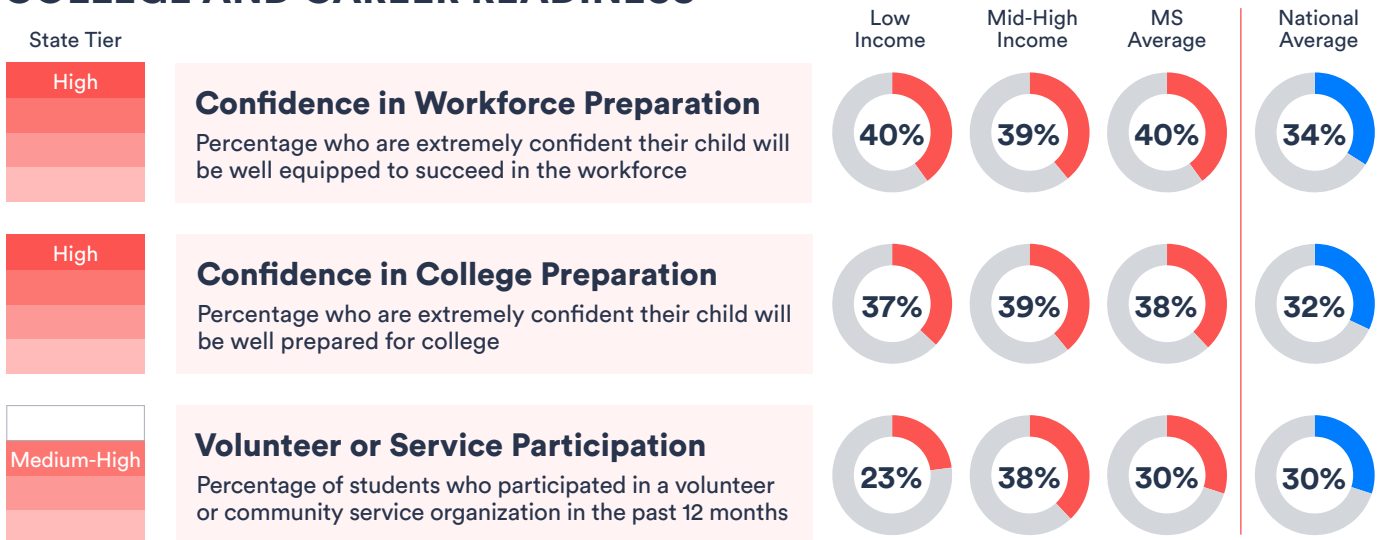 COLLEGE AND CAREER READINESS
State Tier
Low
Income
Mid-High
Income
MS
Average
National
Average
High
Confidence in Workforce Preparation
Percentage who are extremely confident their child will
be well equipped to succeed in the workforce
40%
39%
40%
34%
High
Confidence in College Preparation
Percentage who are extremely confident their child will
be well prepared for college
37%
39%
38%
32%
Medium-High
Volunteer or Service Participation
Percentage of students who participated in a volunteer
or community service organization in the past 12 months
23%
38%
30%
30%